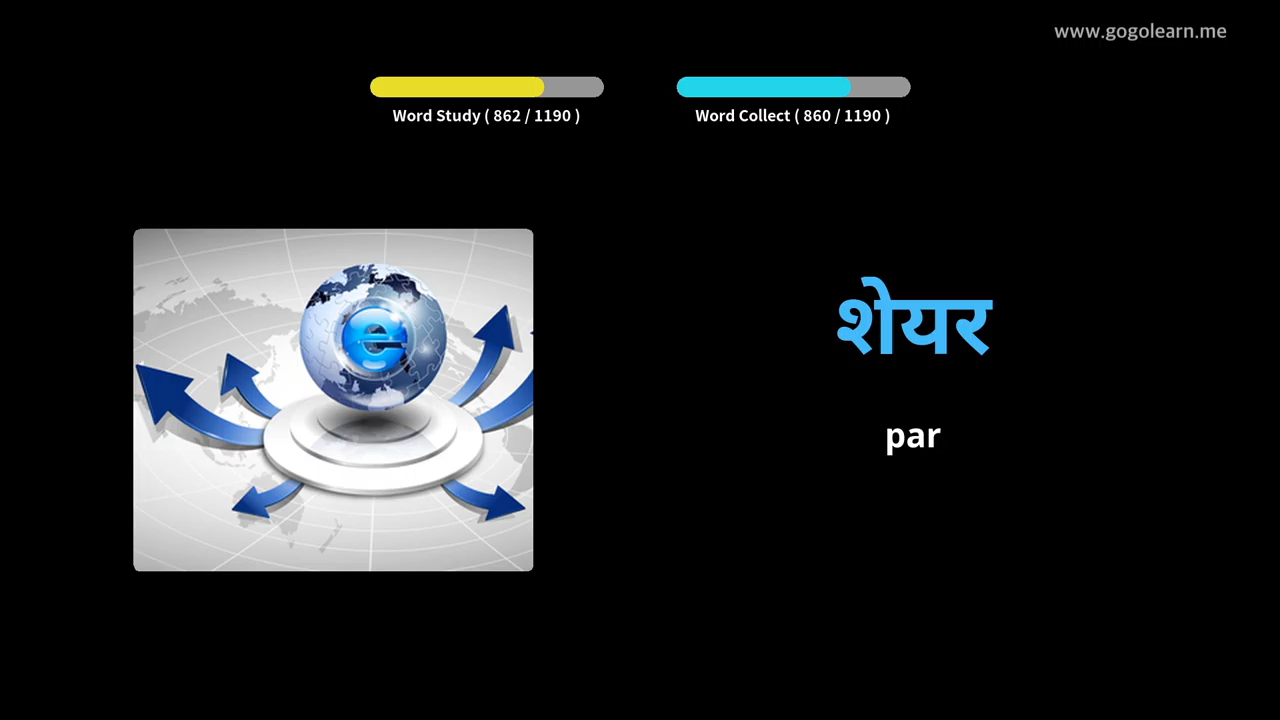 www.gogolearn.me
Word Study ( 862 / 1190 )
Word Collect ( 860 / 1190 )
e
शेयर
par